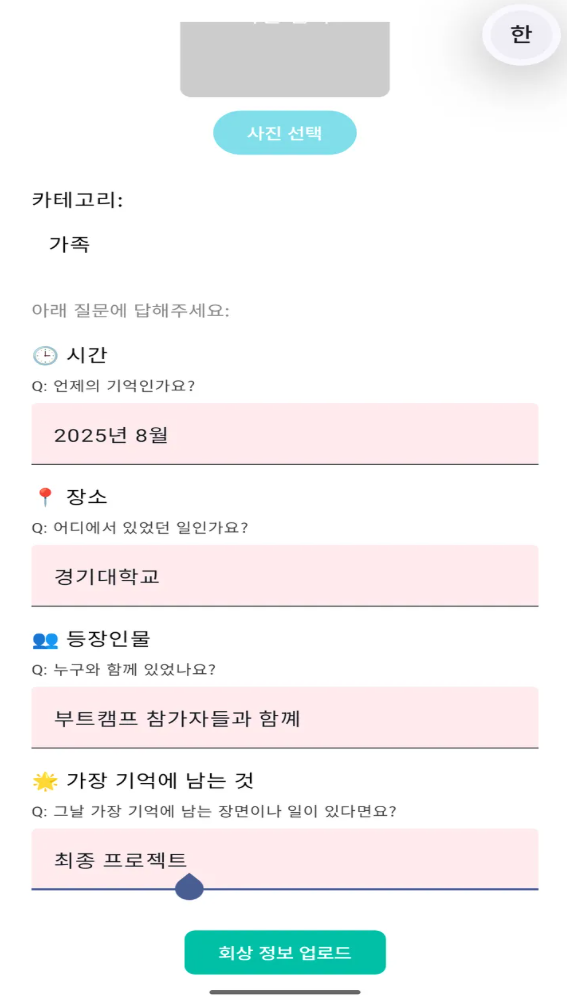 한
사진 선택
카테고리:
가족
아래 질문에 답해주세요:
시간
Q: 언제의 기억인가요?
2025년 8월
장소
Q: 어디에서 있었던 일인가요?
경기대학교
등장인물
Q: 누구와 함께 있었나요?
부트캠프 참가자들과 함꼐
가장 기억에 남는 것
Q: 그날 가장 기억에 남는 장면이나 일이 있다면요?
최종 프로젝트
회상 정보 업로드